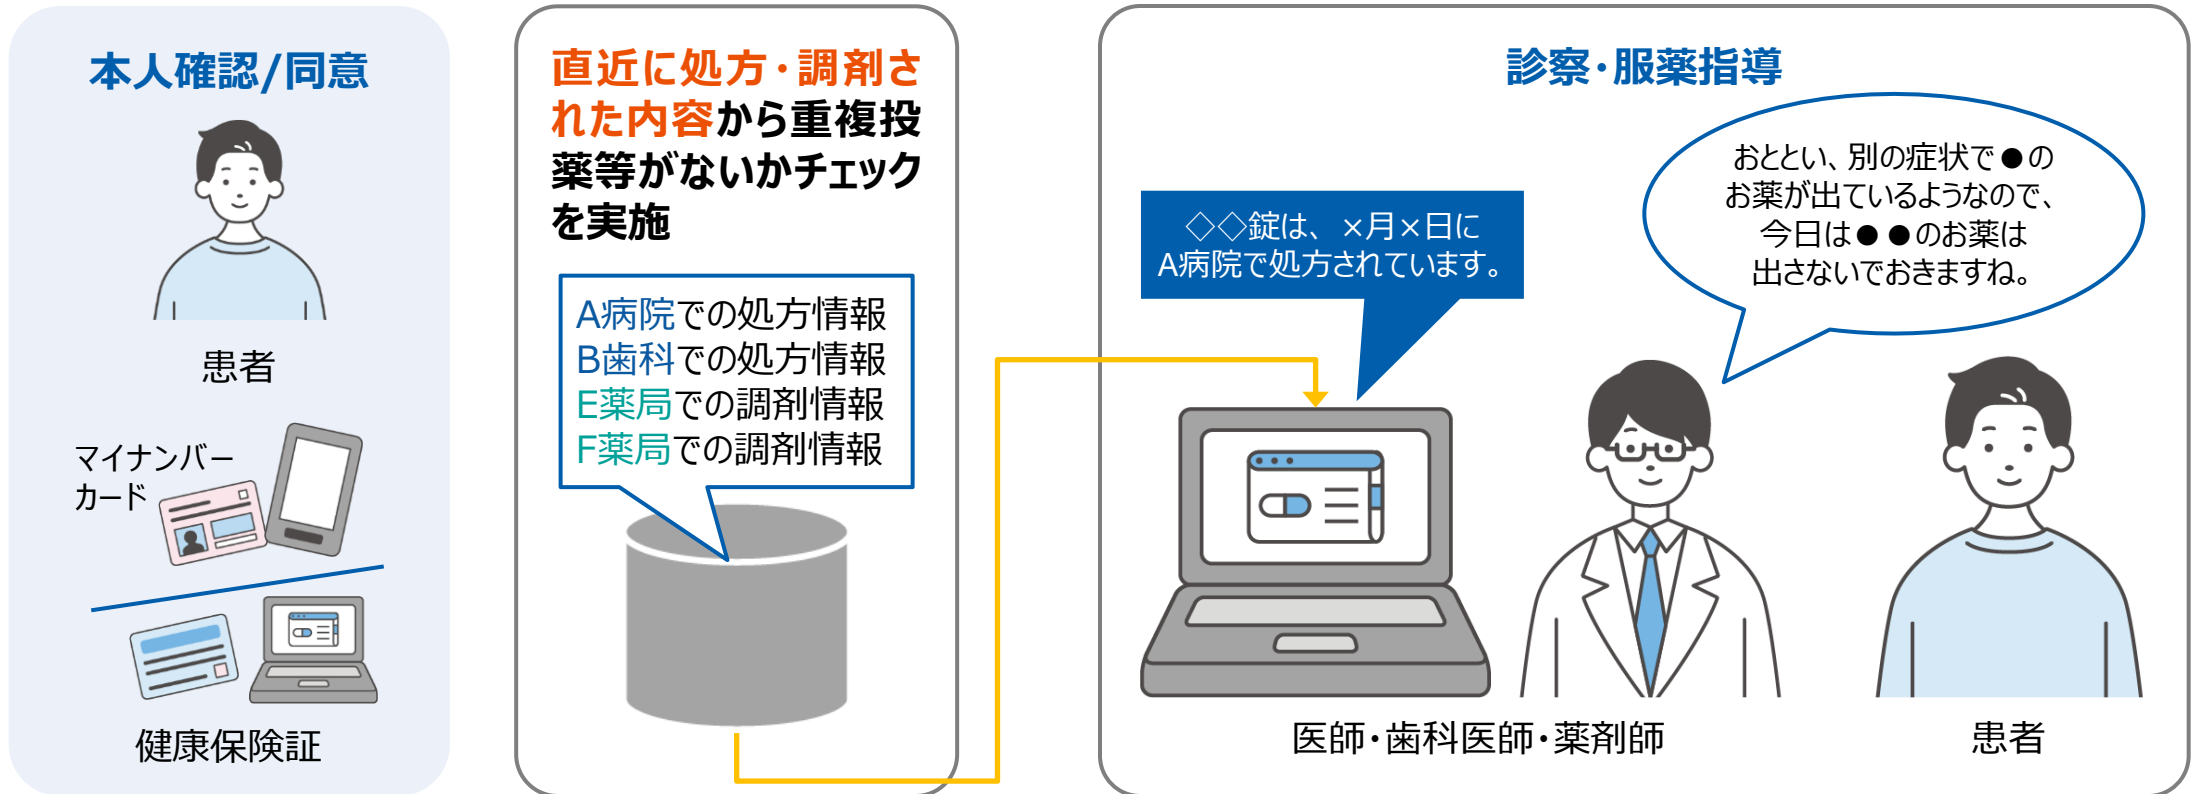 本人確認/同意
患者
マイナンバー
カード
健康保険証
直近に処方・調剤さ
れた内容から重複投
薬等がないかチェック
を実施
A病院での処方情報
B歯科での処方情報
E薬局での調剤情報
F薬局での調剤情報
診察・服薬指導
◇◇錠は、×月×日に
A病院で処方されています。
おととい、別の症状で●の
お薬が出ているようなので、
今日は●●のお薬は
出さないでおきますね。
医師・歯科医師・薬剤師
患者